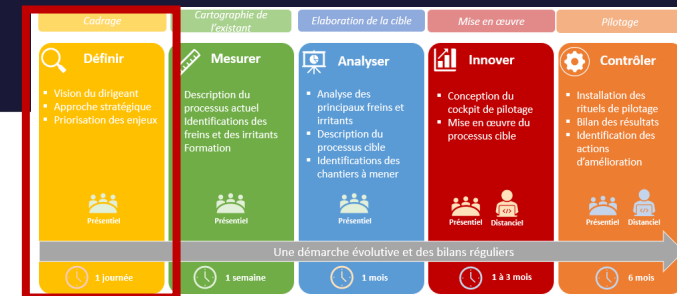 Cadrage
Définir
Vision du dirigeant
Approche stratégique
Priorisation des enjeux
Présentiel
1 journée
Cartographie de
l'existant
Mesurer
Description du
processus actuel
Identifications des
freins et des irritants
Formation
Présentiel
1 semaine
Elaboration de la cible
Analyser
Analyse des
principaux freins et
irritants
Description du
processus cible
Identifications des
chantiers à mener
Présentiel
1 mois
Mise en œuvre
Innover
Conception du
cockpit de pilotage
Mise en œuvre du
processus cible
Présentiel
Distanciel
1 à 3 mois
Pilotage
Contrôler
Installation des
rituels de pilotage
Bilan des résultats
Identification des
actions
d'amélioration
Présentiel
Distanciel
6 mois
Une démarche évolutive et des bilans réguliers